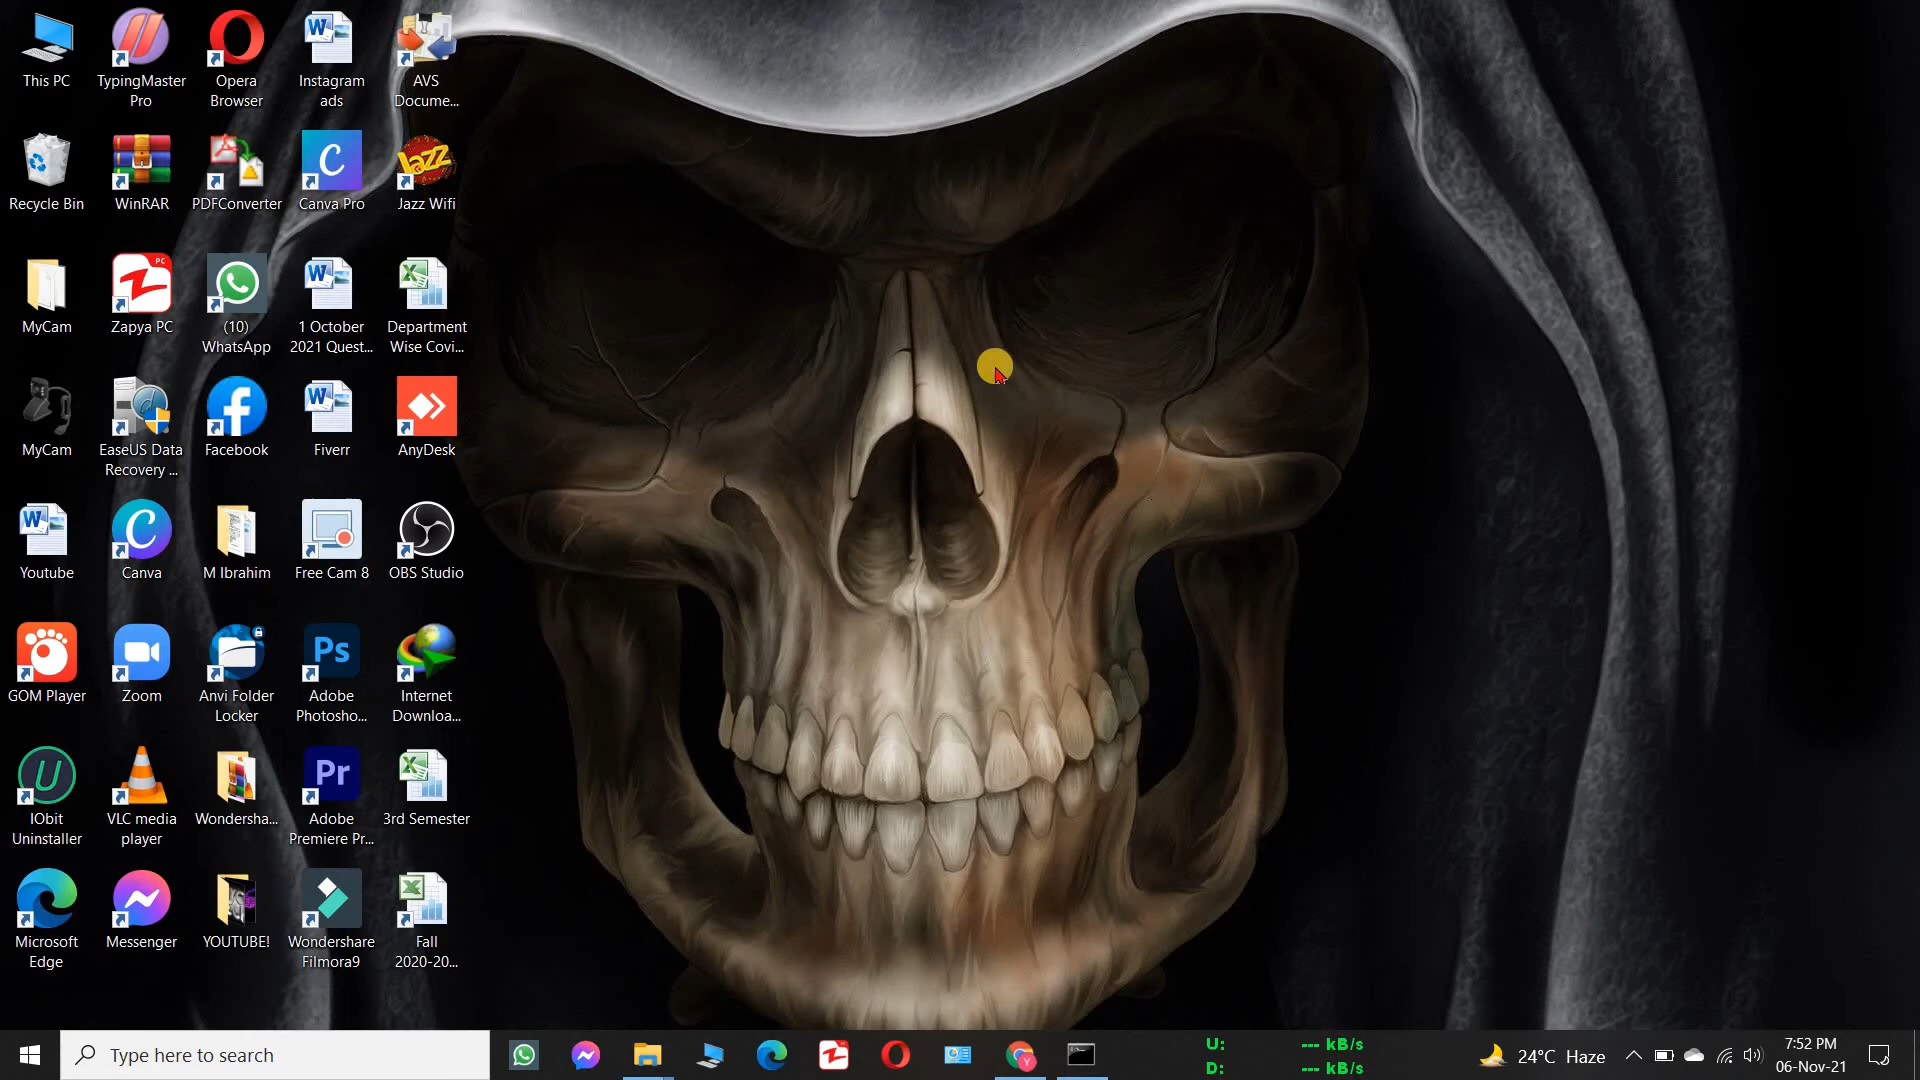 This PC
TypingMaster
Pro
Opera
Browser
Instagram
ads
AVS
Docume...
Recycle Bin
WinRAR
PDFConverter
Canva Pro
Jazz Wifi
MyCam
Zapya PC
(10)
WhatsApp
1 October
2021 Quest...
Department
Wise Covi...
MyCam
EaseUS Data
Recovery ...
Facebook
Fiverr
AnyDesk
Youtube
Canva
M Ibrahim
Free Cam 8
OBS Studio
GOM Player
Zoom
Anvi Folder
Locker
Adobe
Photosho...
Internet
Downloa...
IObit
Uninstaller
VLC media
player
Wondersha...
Adobe
Premiere Pr...
3rd Semester
Microsoft
Edge
Messenger
YOUTUBE!
Wondershare
Filmora9
Fall
2020-20...
Type here to search
U: --- kB/s
D: --- kB/s
24°C Haze
7:52 PM
06-Nov-21